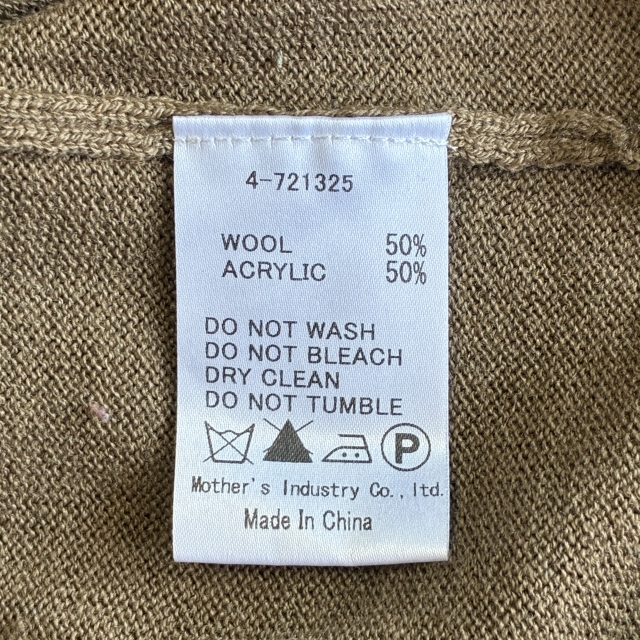 4-721325
WOOL 50%
ACRYLIC 50%
DO NOT WASH
DO NOT BLEACH
DRY CLEAN
DO NOT TUMBLE
P
Mother's Industry Co.,ltd.
Made In China